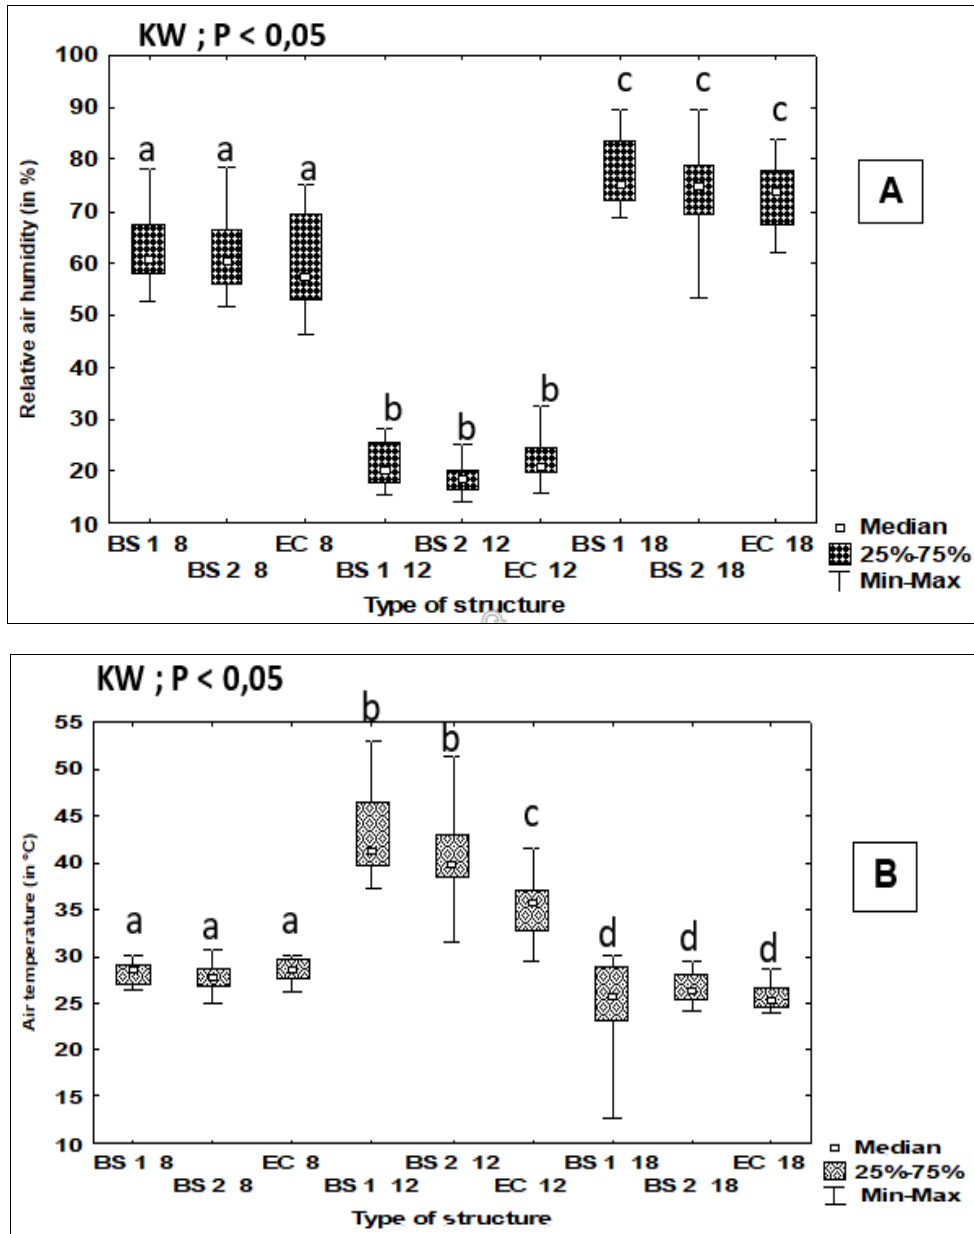 KW ; P < 0,05
100
90
80
70
60
50
40
30
20
10
Relative air humidity (in %)
a
a
a
b
b
b
c
c
c
A
BS 1 8
BS 2 8
EC 8
BS 1 12
BS 2 12
EC 12
BS 1 18
BS 2 18
EC 18
Type of structure
Median
25%-75%
Min-Max
KW ; P < 0,05
55
50
45
40
35
30
25
20
15
10
Air temperature (in °C)
a
a
a
b
b
c
d
d
d
B
BS 1 8
BS 2 8
EC 8
BS 1 12
BS 2 12
EC 12
BS 1 18
BS 2 18
EC 18
Type of structure
Median
25%-75%
Min-Max